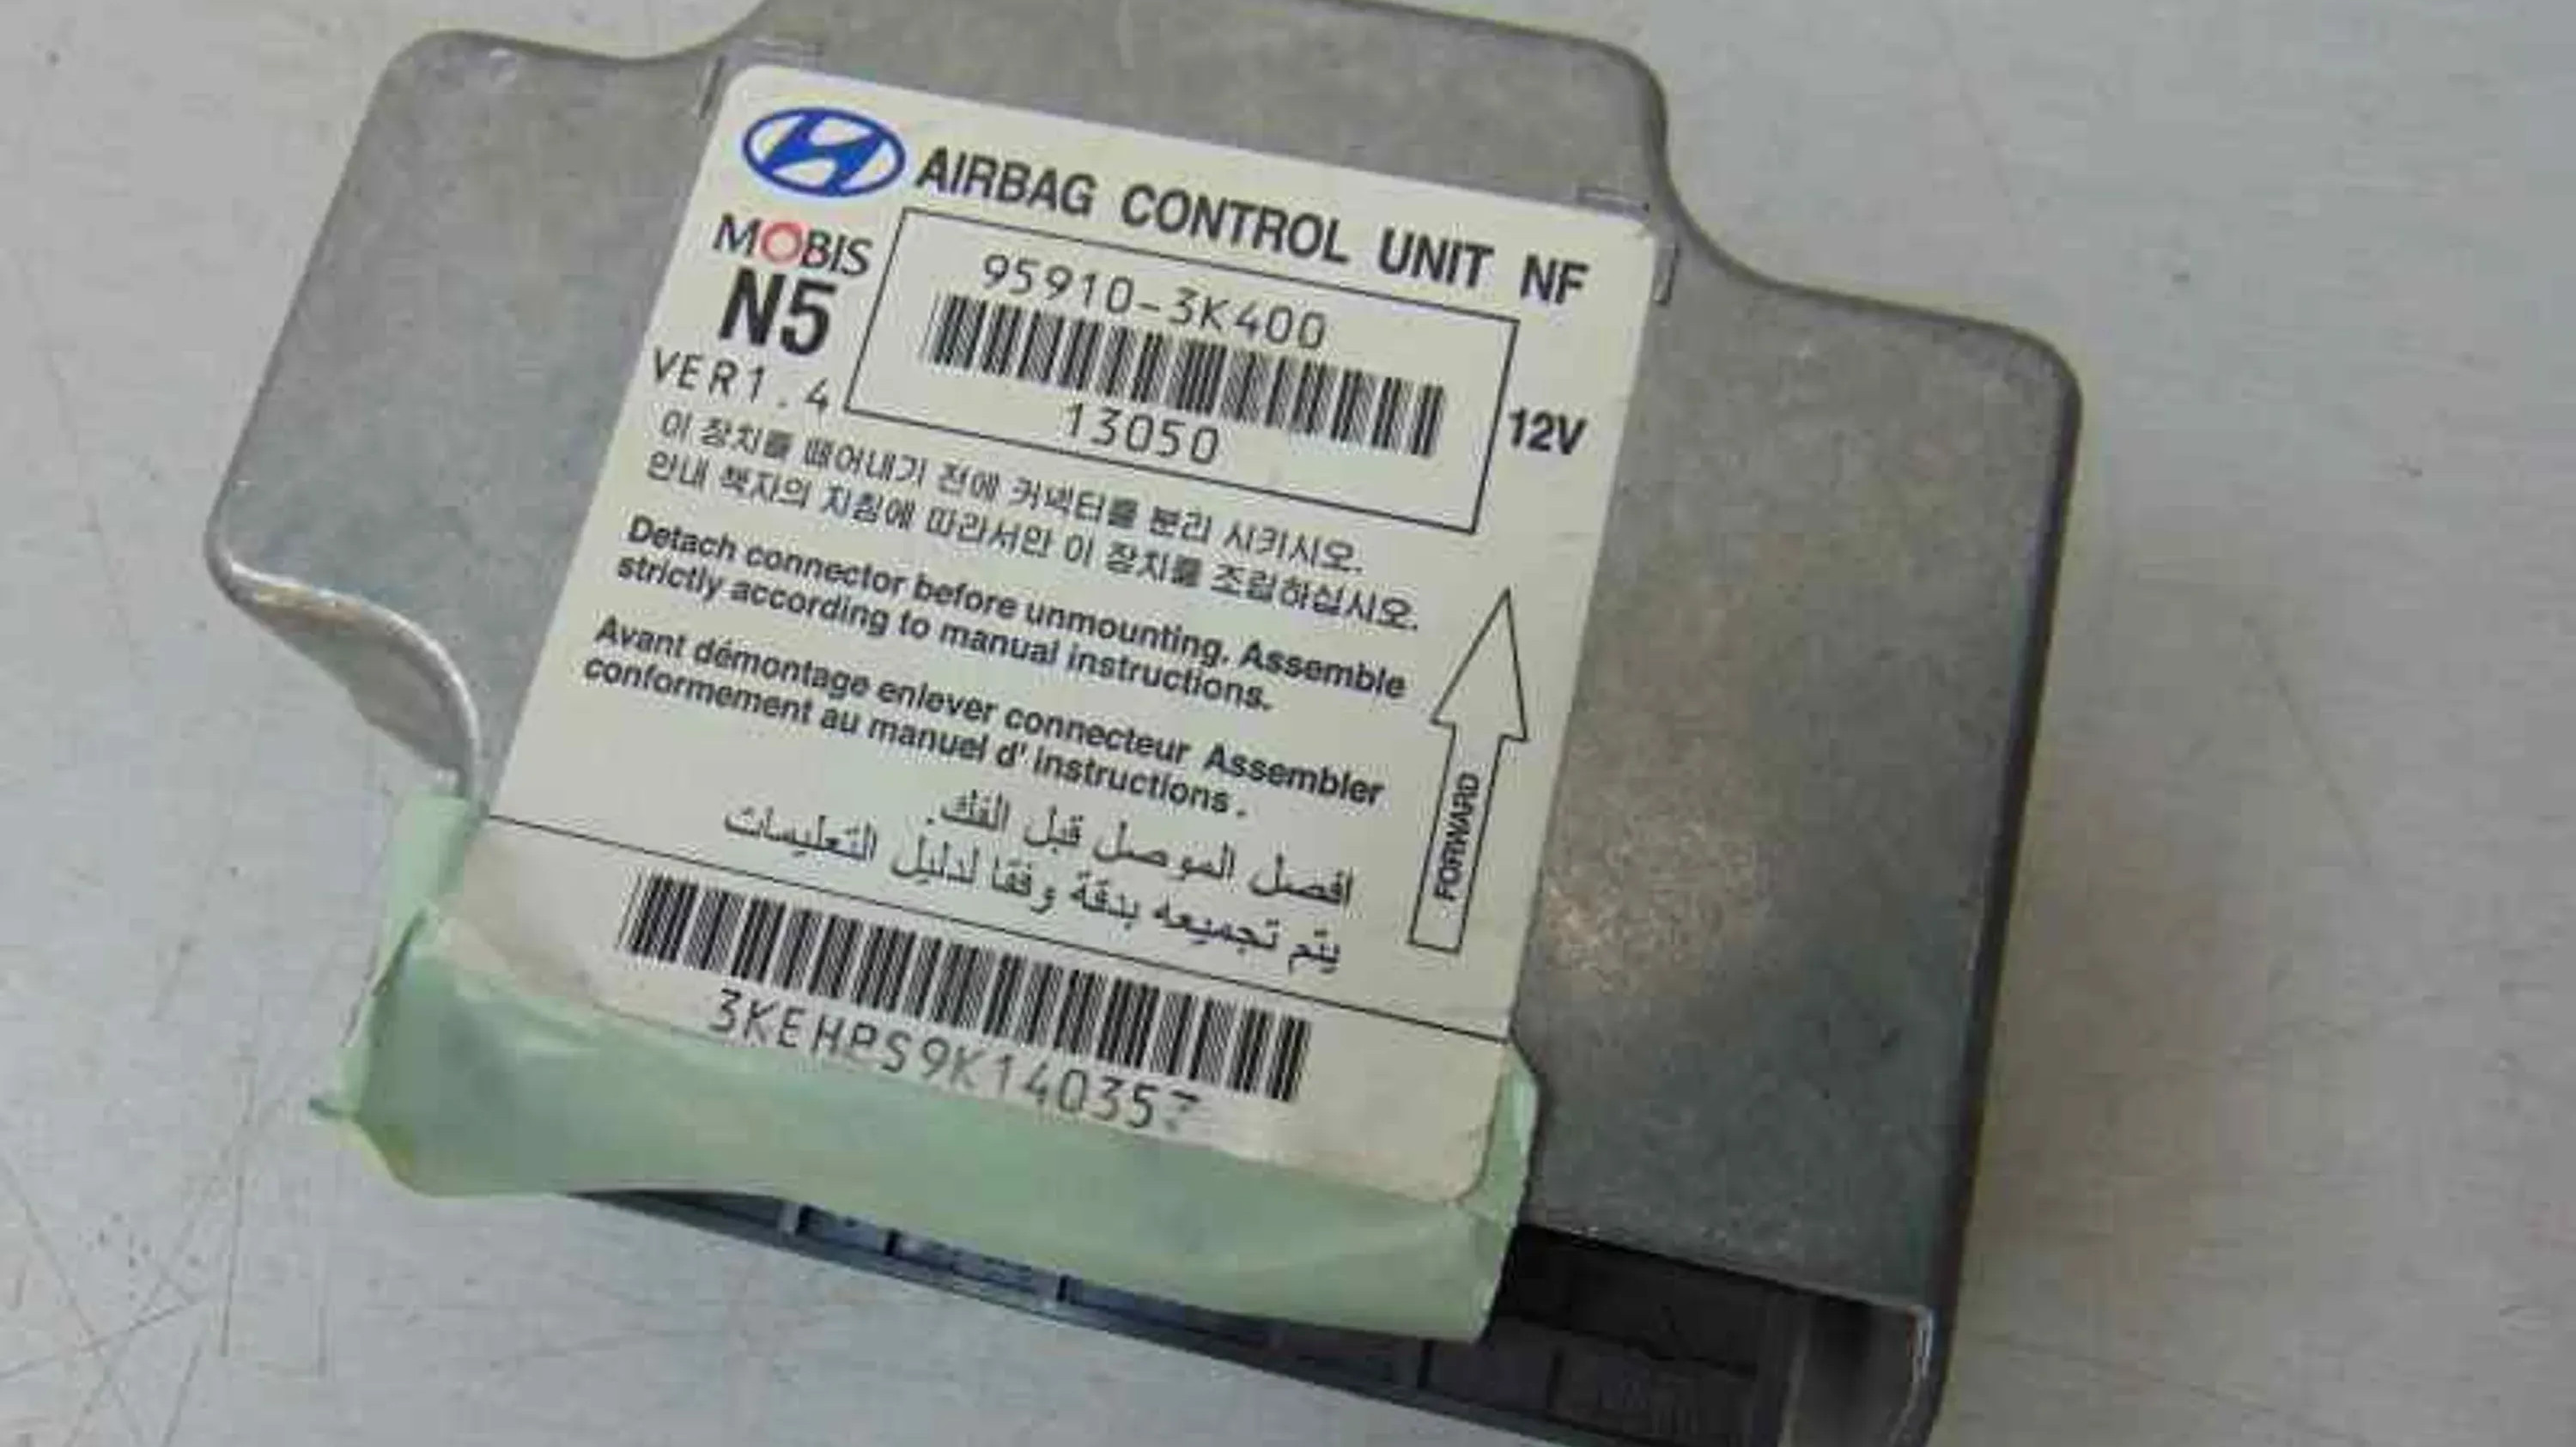 AIRBAG CONTROL UNIT NF
MOBIS
N5
VER1.4
95910-3K400
13050
12V
이 장치를 떼어내기 전에 커넥터를 분리 시키시오.
안내 책자의 지침에 따라서만 이 장치를 조립하십시오.
Detach connector before unmounting. Assemble
strictly according to manual instructions.
Avant démontage enlever connecteur Assembler
conformement au manuel d' instructions .
افصل الموصل قبل الفك.
يتم تجميعه بدقة وفقا لدليل التعليمات
FORWARD
3KEHPS9K140357